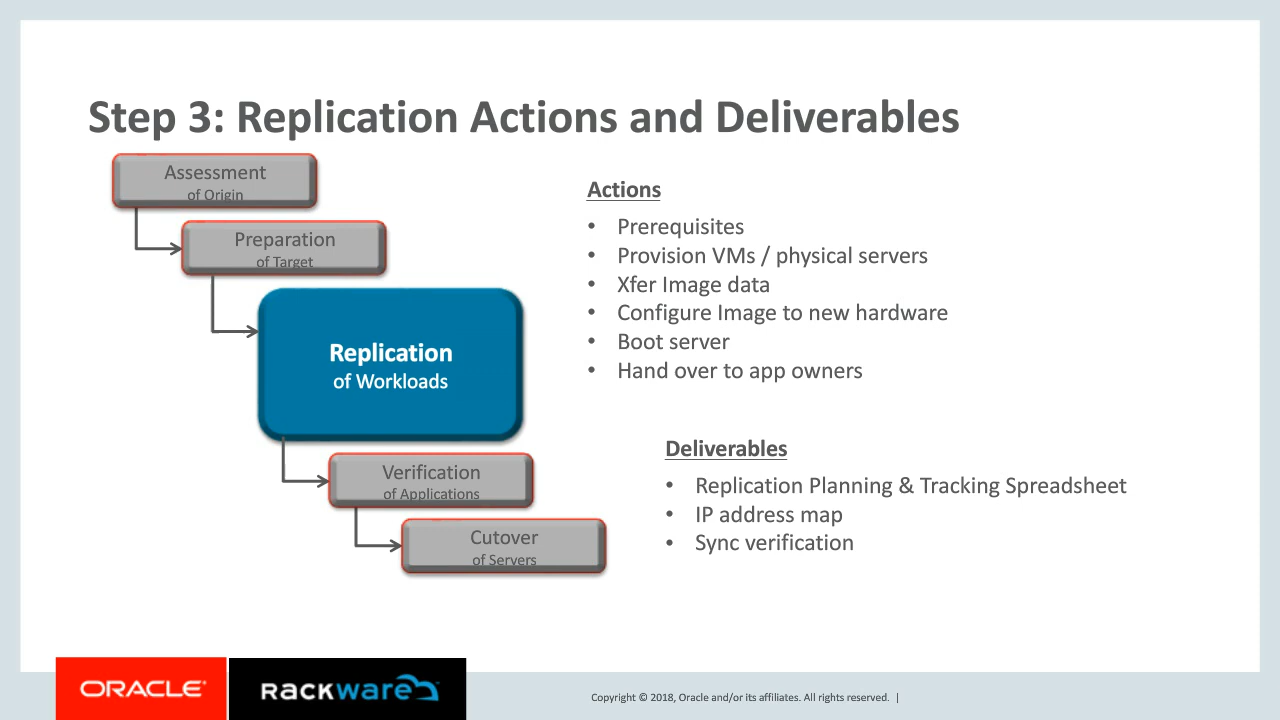 Step 3: Replication Actions and Deliverables
Assessment
of Origin
Preparation
of Target
Replication
of Workloads
Verification
of Applications
Cutover
of Servers
Actions
• Prerequisites
• Provision VMs / physical servers
• Xfer Image data
• Configure Image to new hardware
• Boot server
• Hand over to app owners
Deliverables
• Replication Planning & Tracking Spreadsheet
• IP address map
• Sync verification
ORACLE®
RACKWARE
Copyright © 2018, Oracle and/or its affiliates. All rights reserved. |